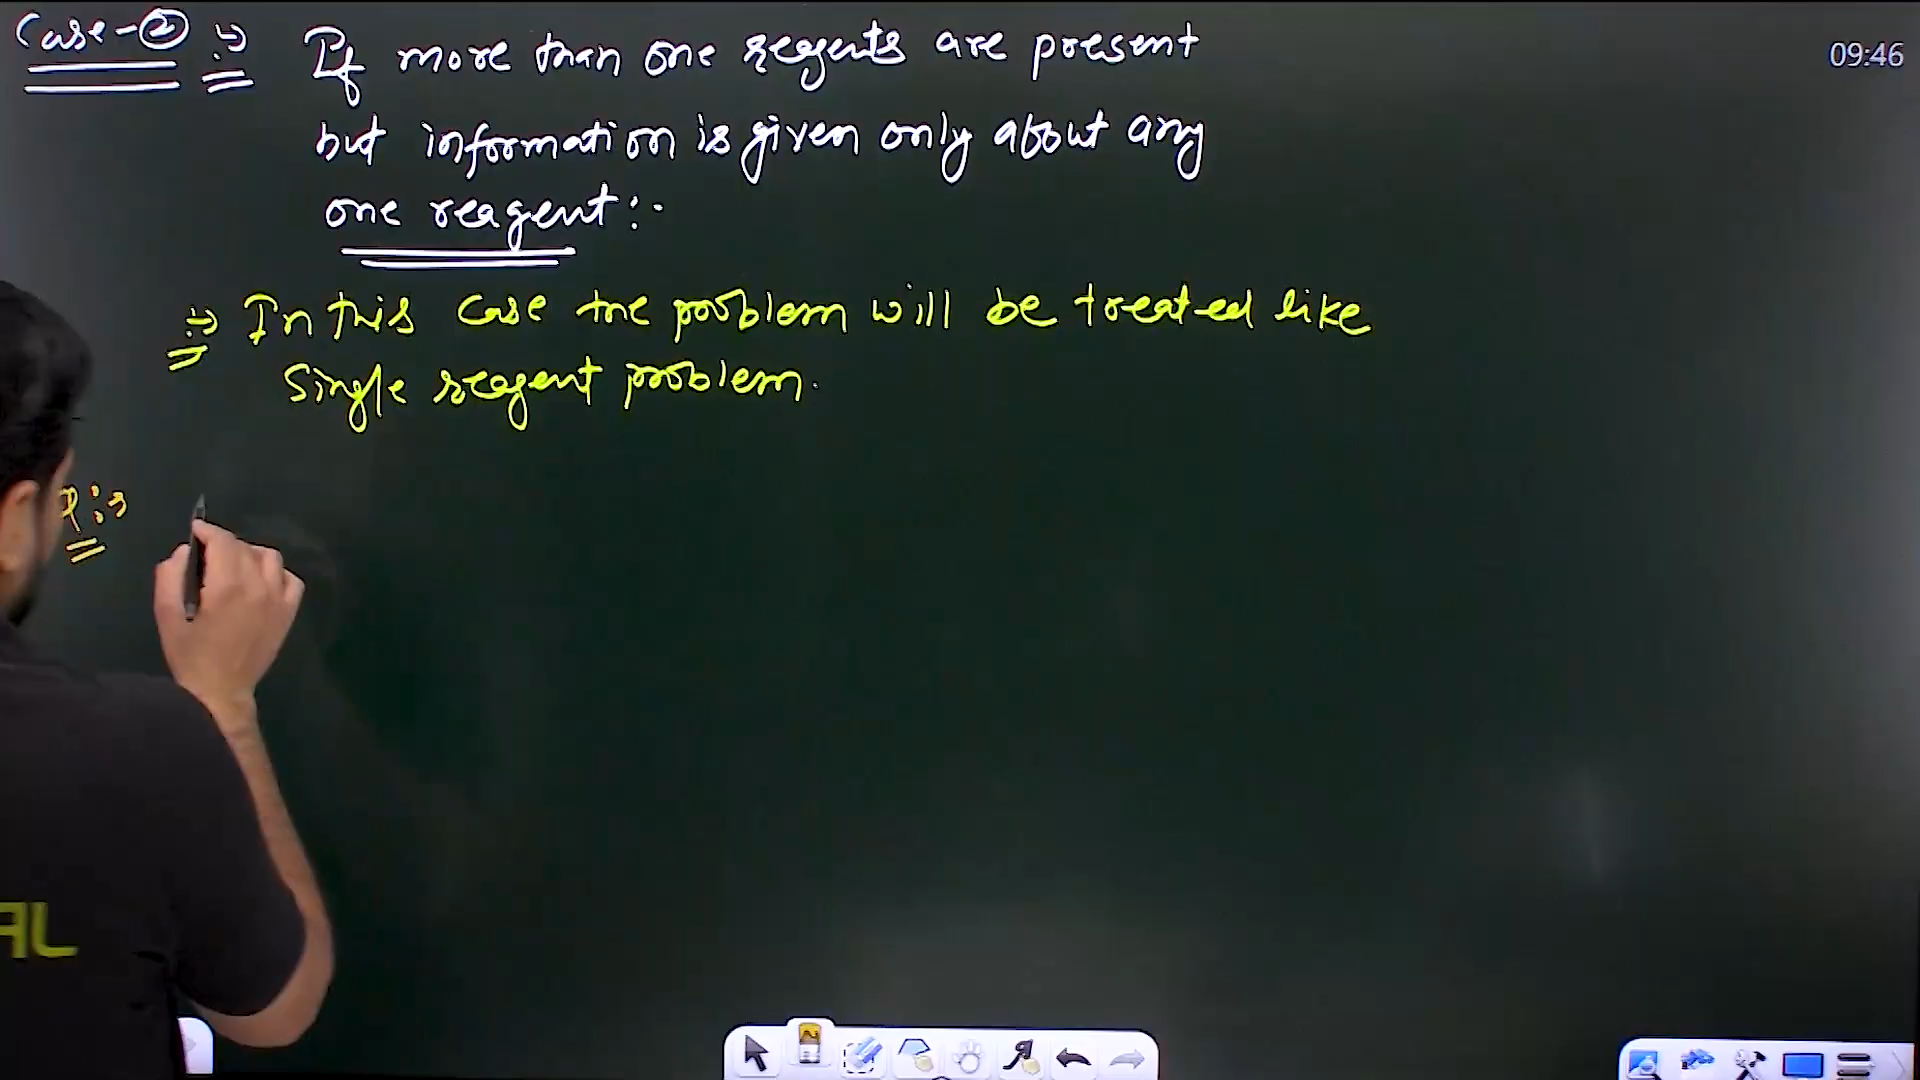 Case-② :→ If more than one reagents are present
09:46
but information is given only about any
one reagent :-
:→ In this case the problem will be treated like
Single reagent problem.
AL